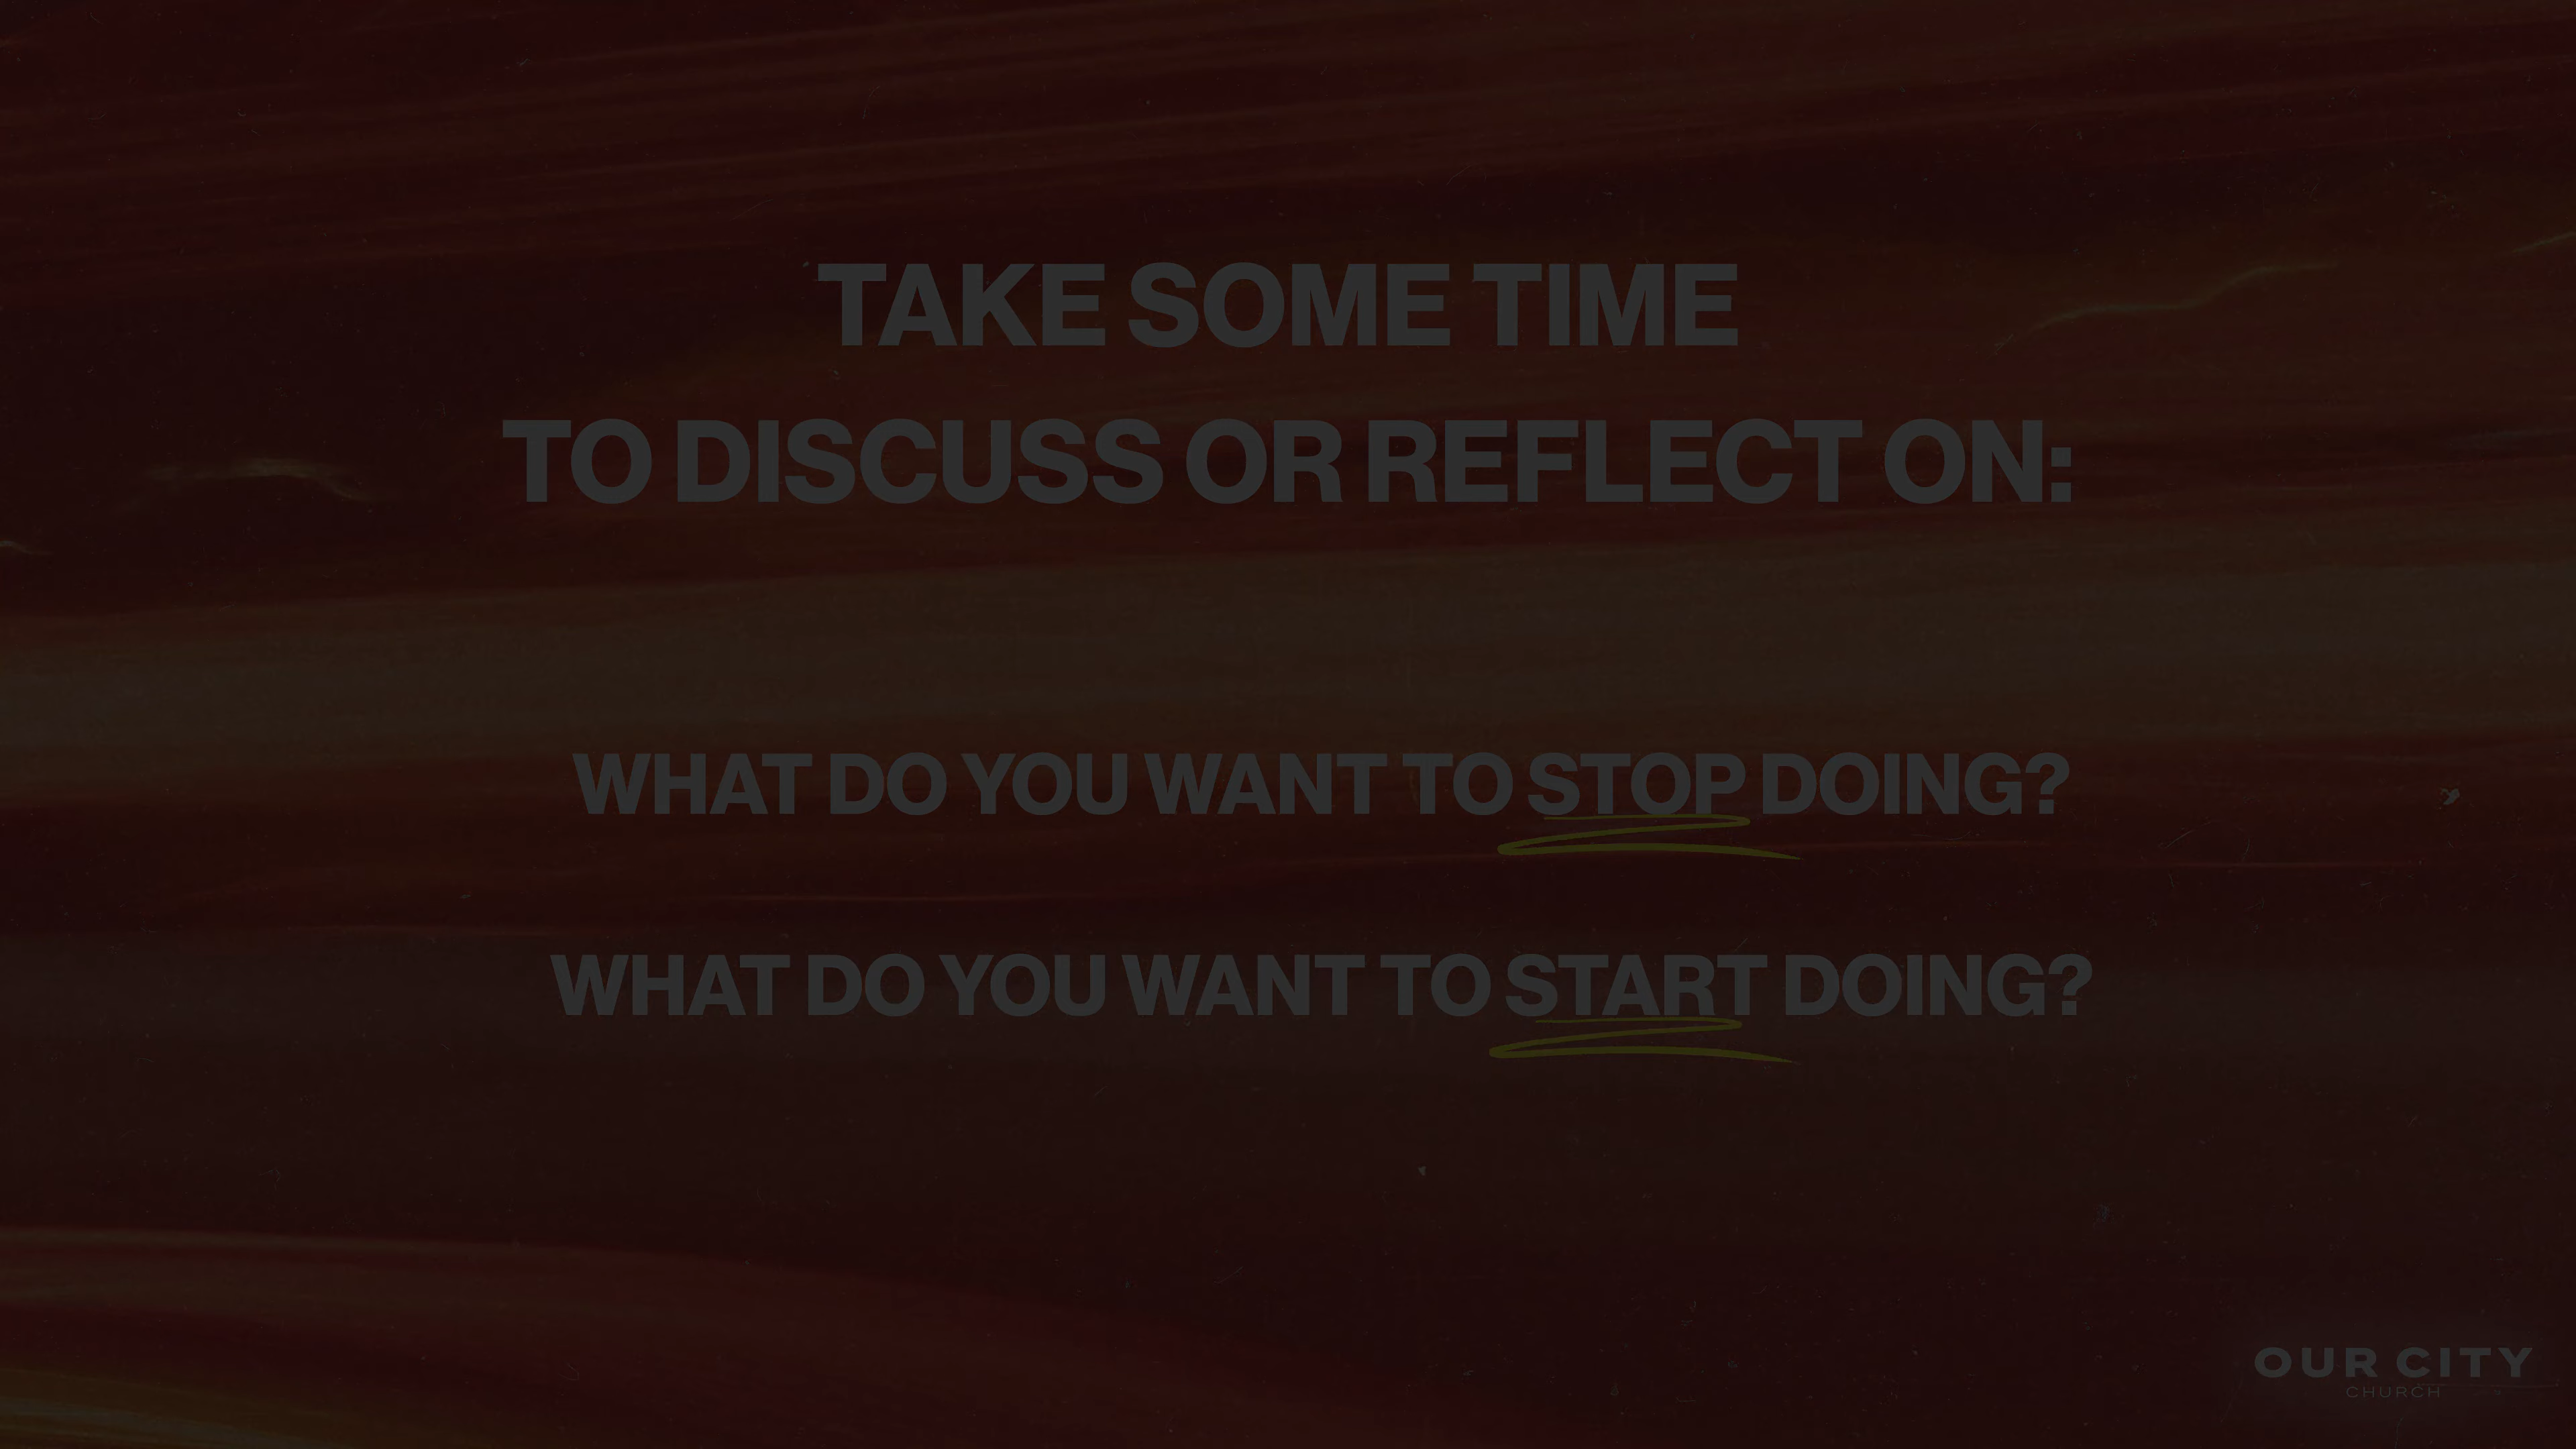 TAKE SOME TIME
TO DISCUSS OR REFLECT ON:
WHAT DO YOU WANT TO STOP DOING?
WHAT DO YOU WANT TO START DOING?
OUR CITY
CHURCH